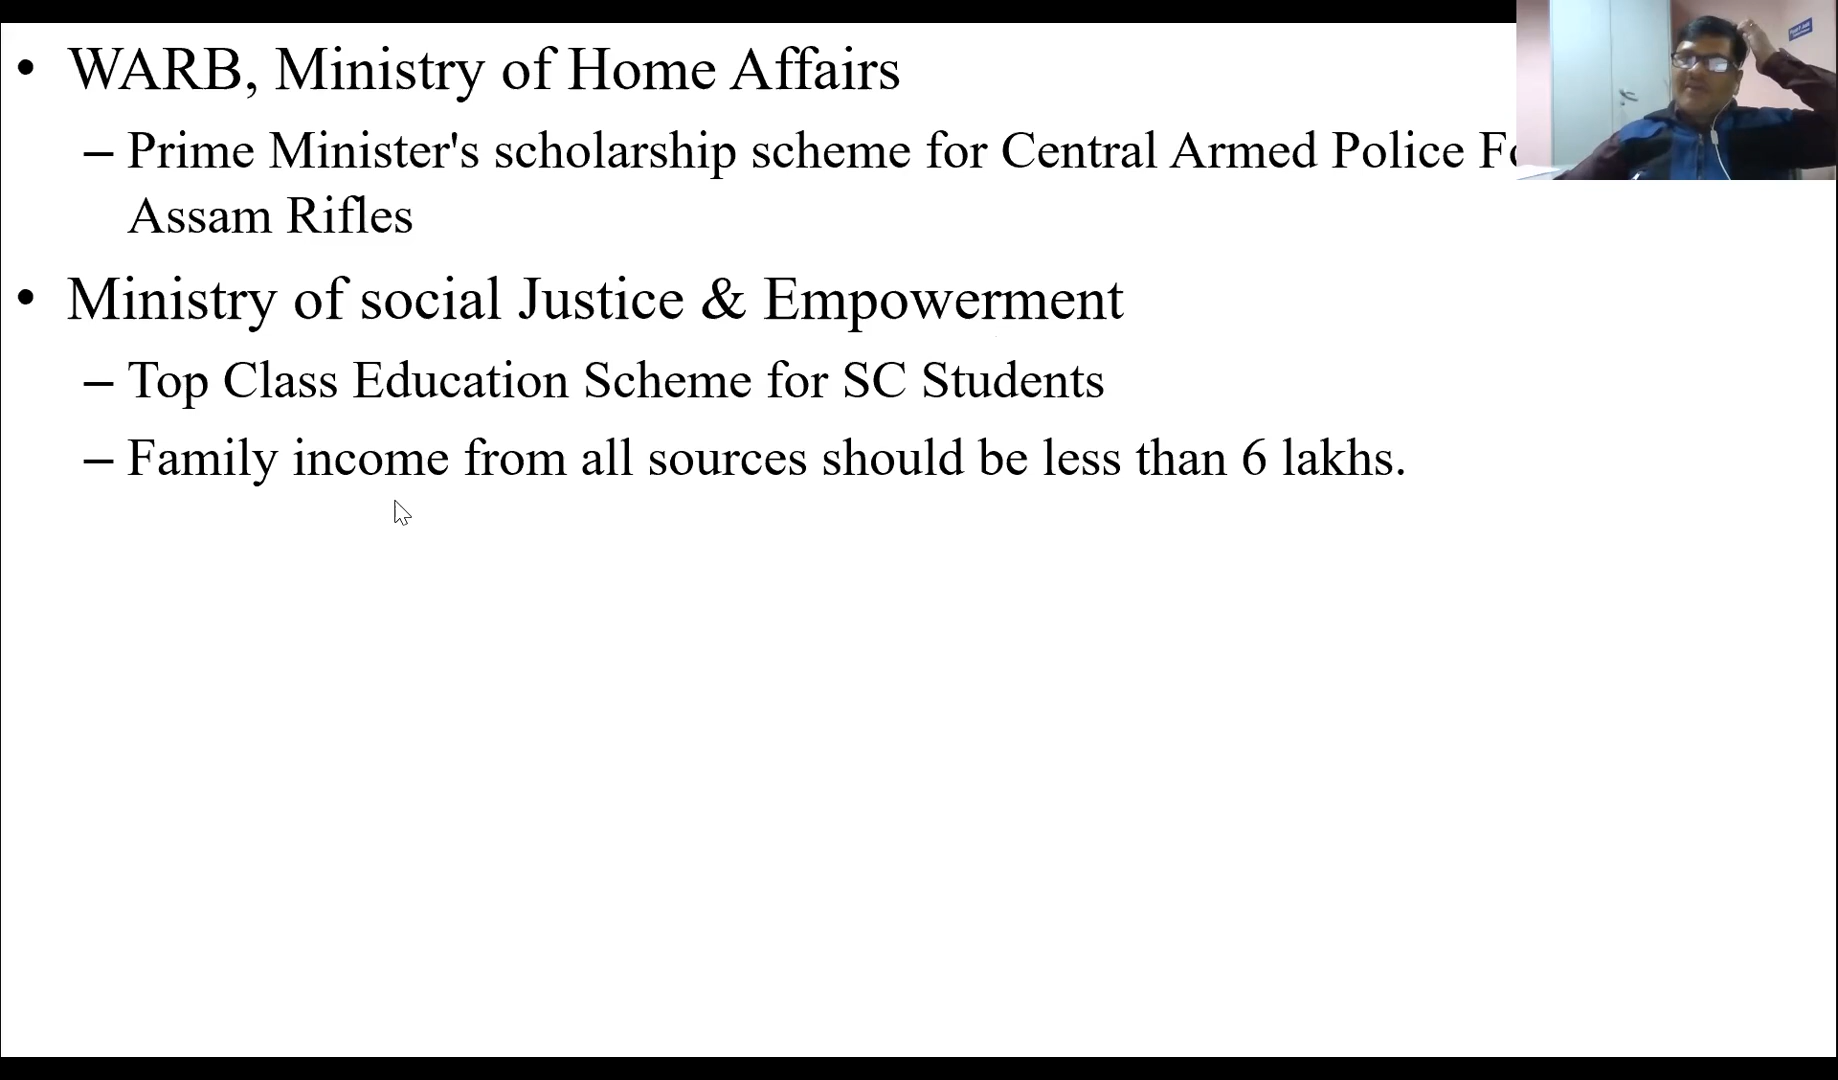 • WARB, Ministry of Home Affairs
– Prime Minister's scholarship scheme for Central Armed Police
Assam Rifles
• Ministry of social Justice & Empowerment
– Top Class Education Scheme for SC Students
– Family income from all sources should be less than 6 lakhs.